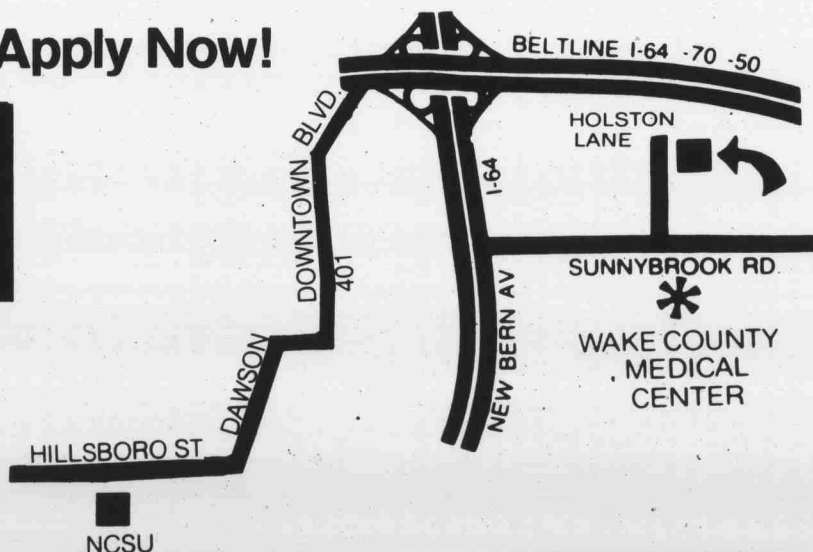 Apply Now!
BELTLINE I-64 -70 -50
HOLSTON
LANE
DOWNTOWN BLVD.
401
I-64
SUNNYBROOK RD.
NEW BERN AV
WAKE COUNTY
MEDICAL
CENTER
DAWSON
HILLSBORO ST
NCSU